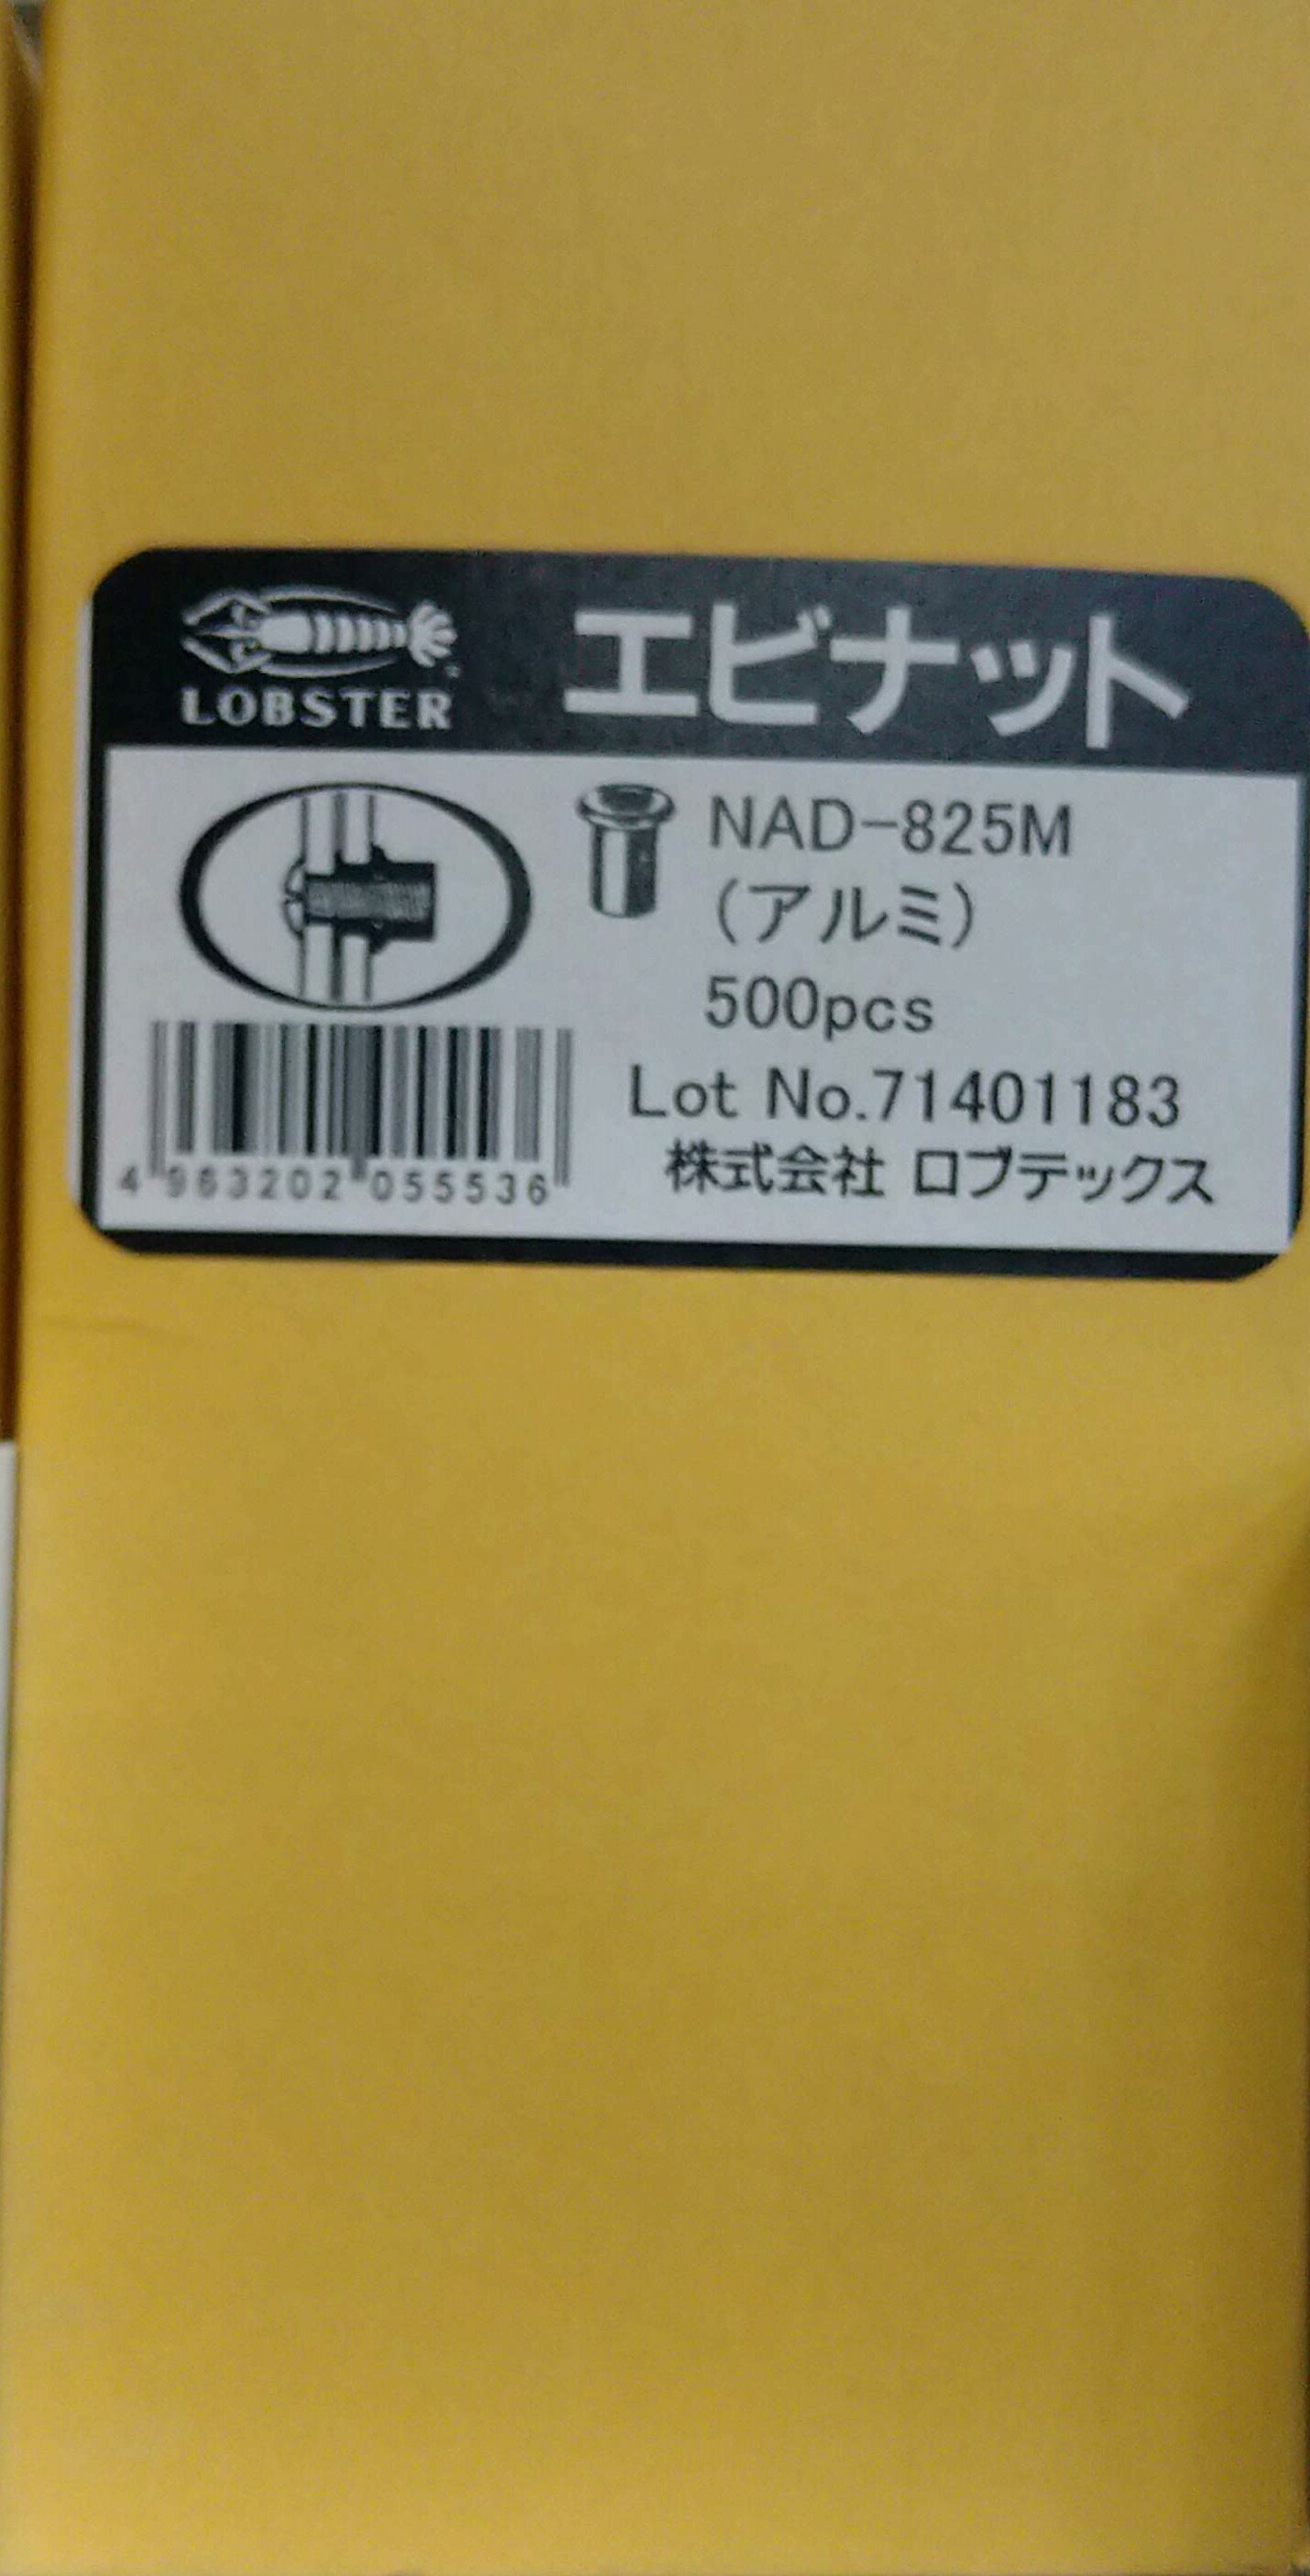 LOBSTER
エビナット
NAD-825M
(アルミ)
500pcs
Lot No.71401183
株式会社 ロブテックス
4 963202 055536